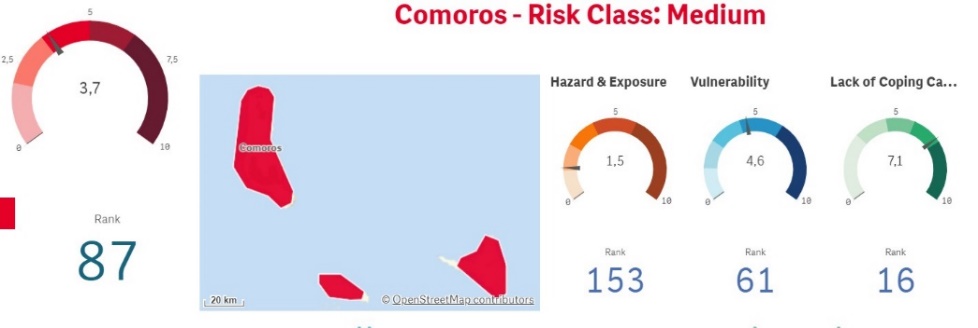 Comoros - Risk Class: Medium
5
2,5
7,5
3,7
0
10
Rank
87
Comoros
20 km
© OpenStreetMap contributors
Hazard & Exposure
5
1,5
0
10
Rank
153
Vulnerability
5
4,6
0
10
Rank
61
Lack of Coping Ca...
5
7,1
0
10
Rank
16